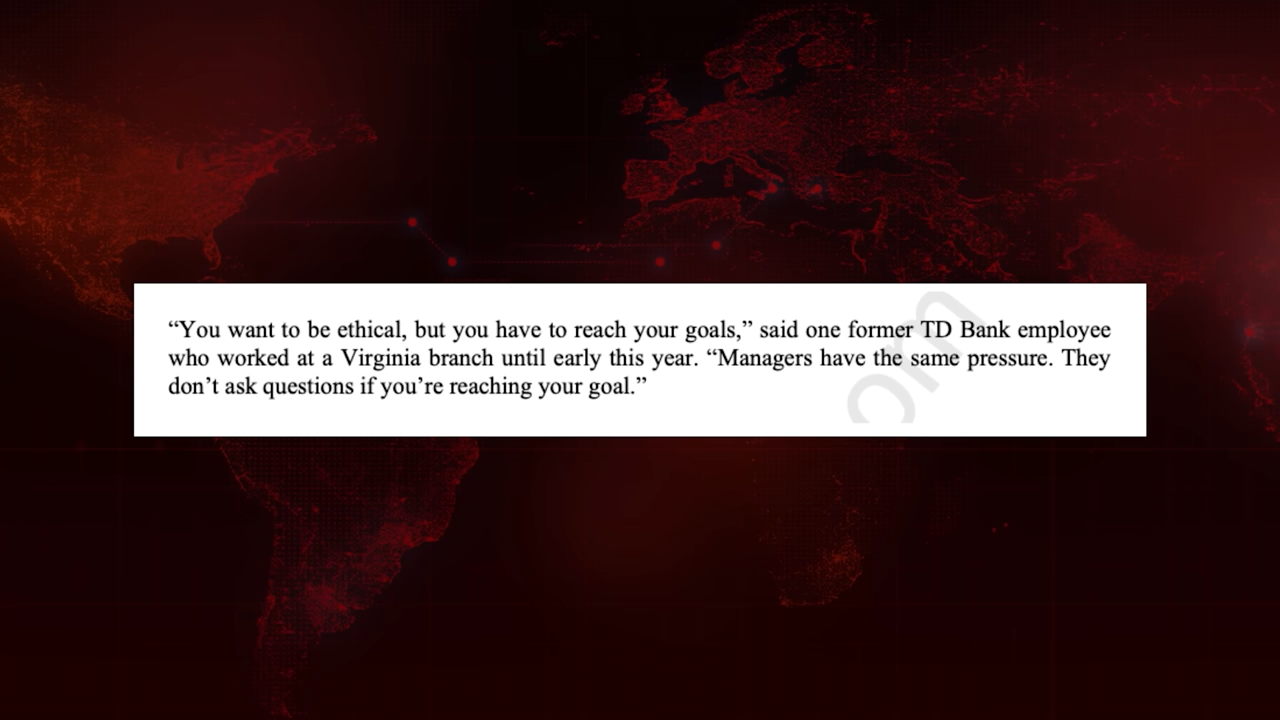 “You want to be ethical, but you have to reach your goals,” said one former TD Bank employee
who worked at a Virginia branch until early this year. “Managers have the same pressure. They
don’t ask questions if you’re reaching your goal.”
om